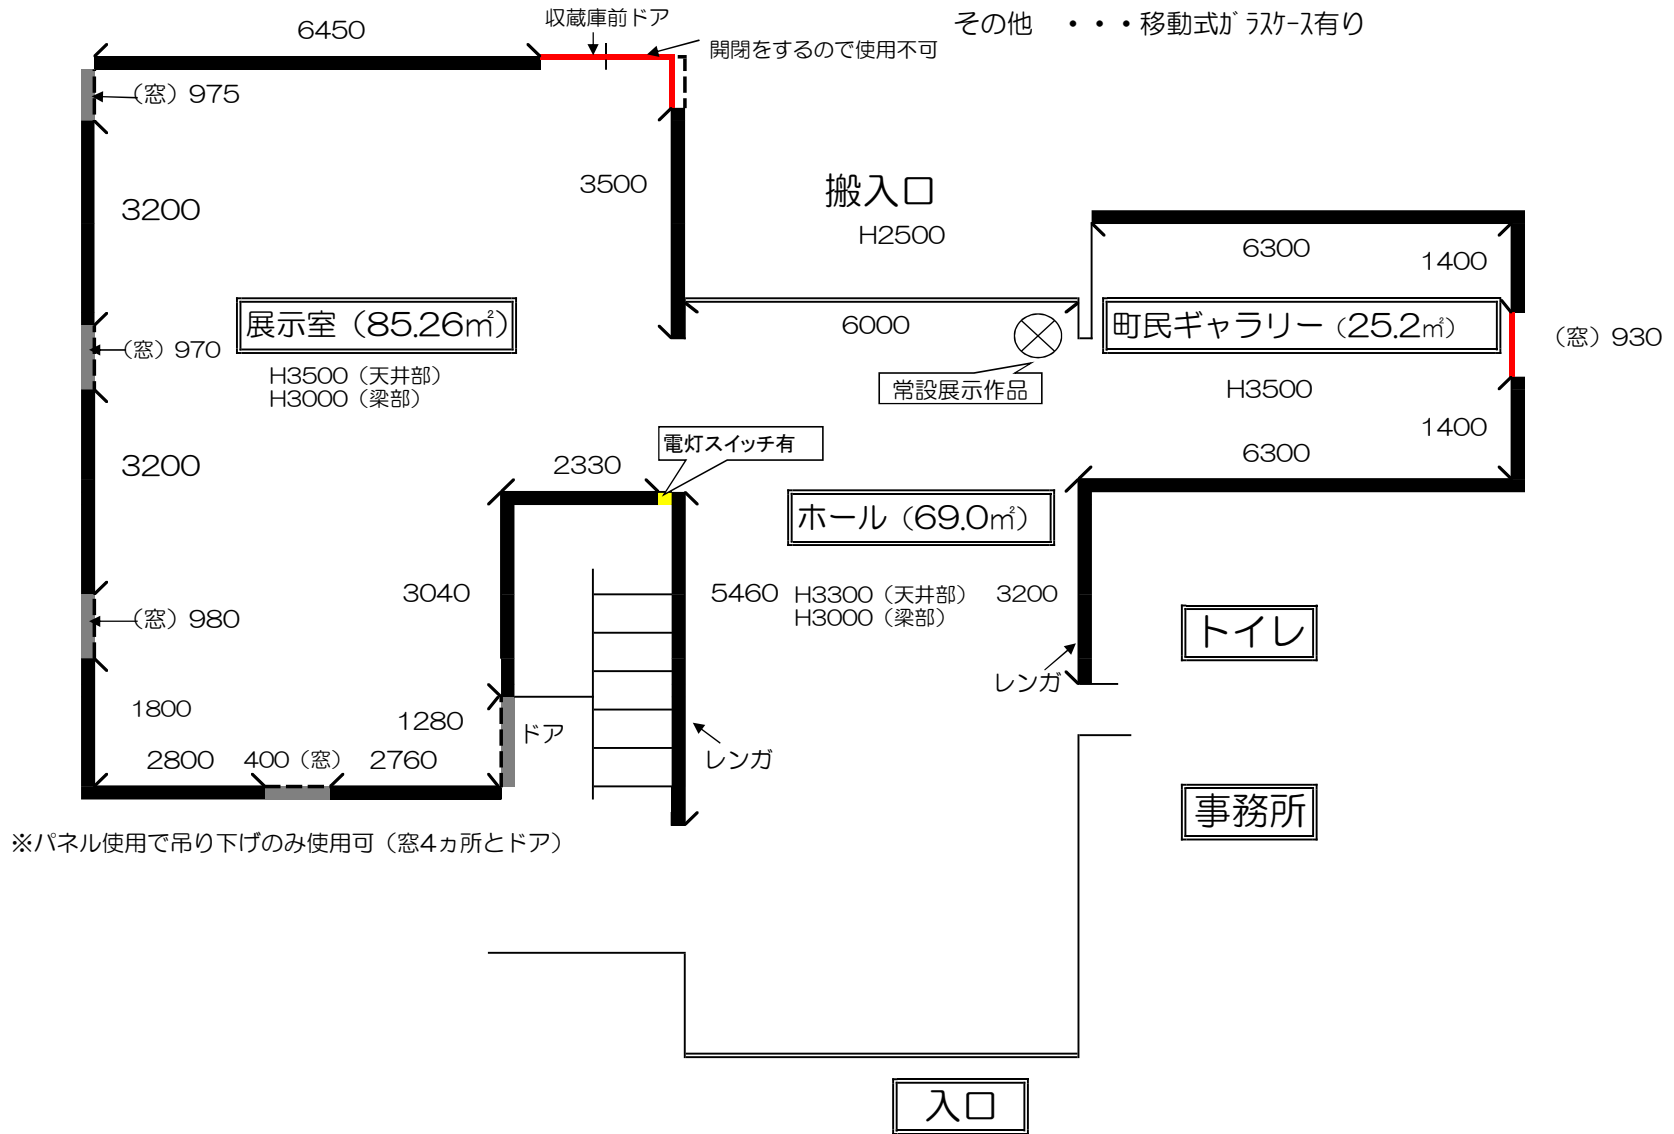 6450
収蔵庫前ドア
その他　・・・移動式ｶﾞﾗｽｹｰｽ有り
開閉をするので使用不可
（窓）975
3200
3500
搬入口
H2500
6300
1400
展示室（85.26㎡）
6000
町民ギャラリー（25.2㎡）
（窓）930
（窓）970
H3500（天井部）
H3000（梁部）
常設展示作品
H3500
1400
6300
3200
2330
電灯スイッチ有
ホール（69.0㎡）
3040
5460
H3300（天井部）
H3000（梁部）
3200
（窓）980
トイレ
レンガ
1800
1280
ドア
2800
400（窓）
2760
レンガ
事務所
※パネル使用で吊り下げのみ使用可（窓4ヵ所とドア）
入口